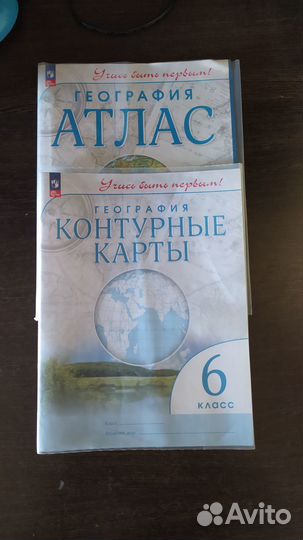 Учись быть первым!
ГЕОГРАФИЯ
АТЛАС
Учись быть первым!
ГЕОГРАФИЯ
КОНТУРНЫЕ
КАРТЫ
6
КЛАСС
Avito